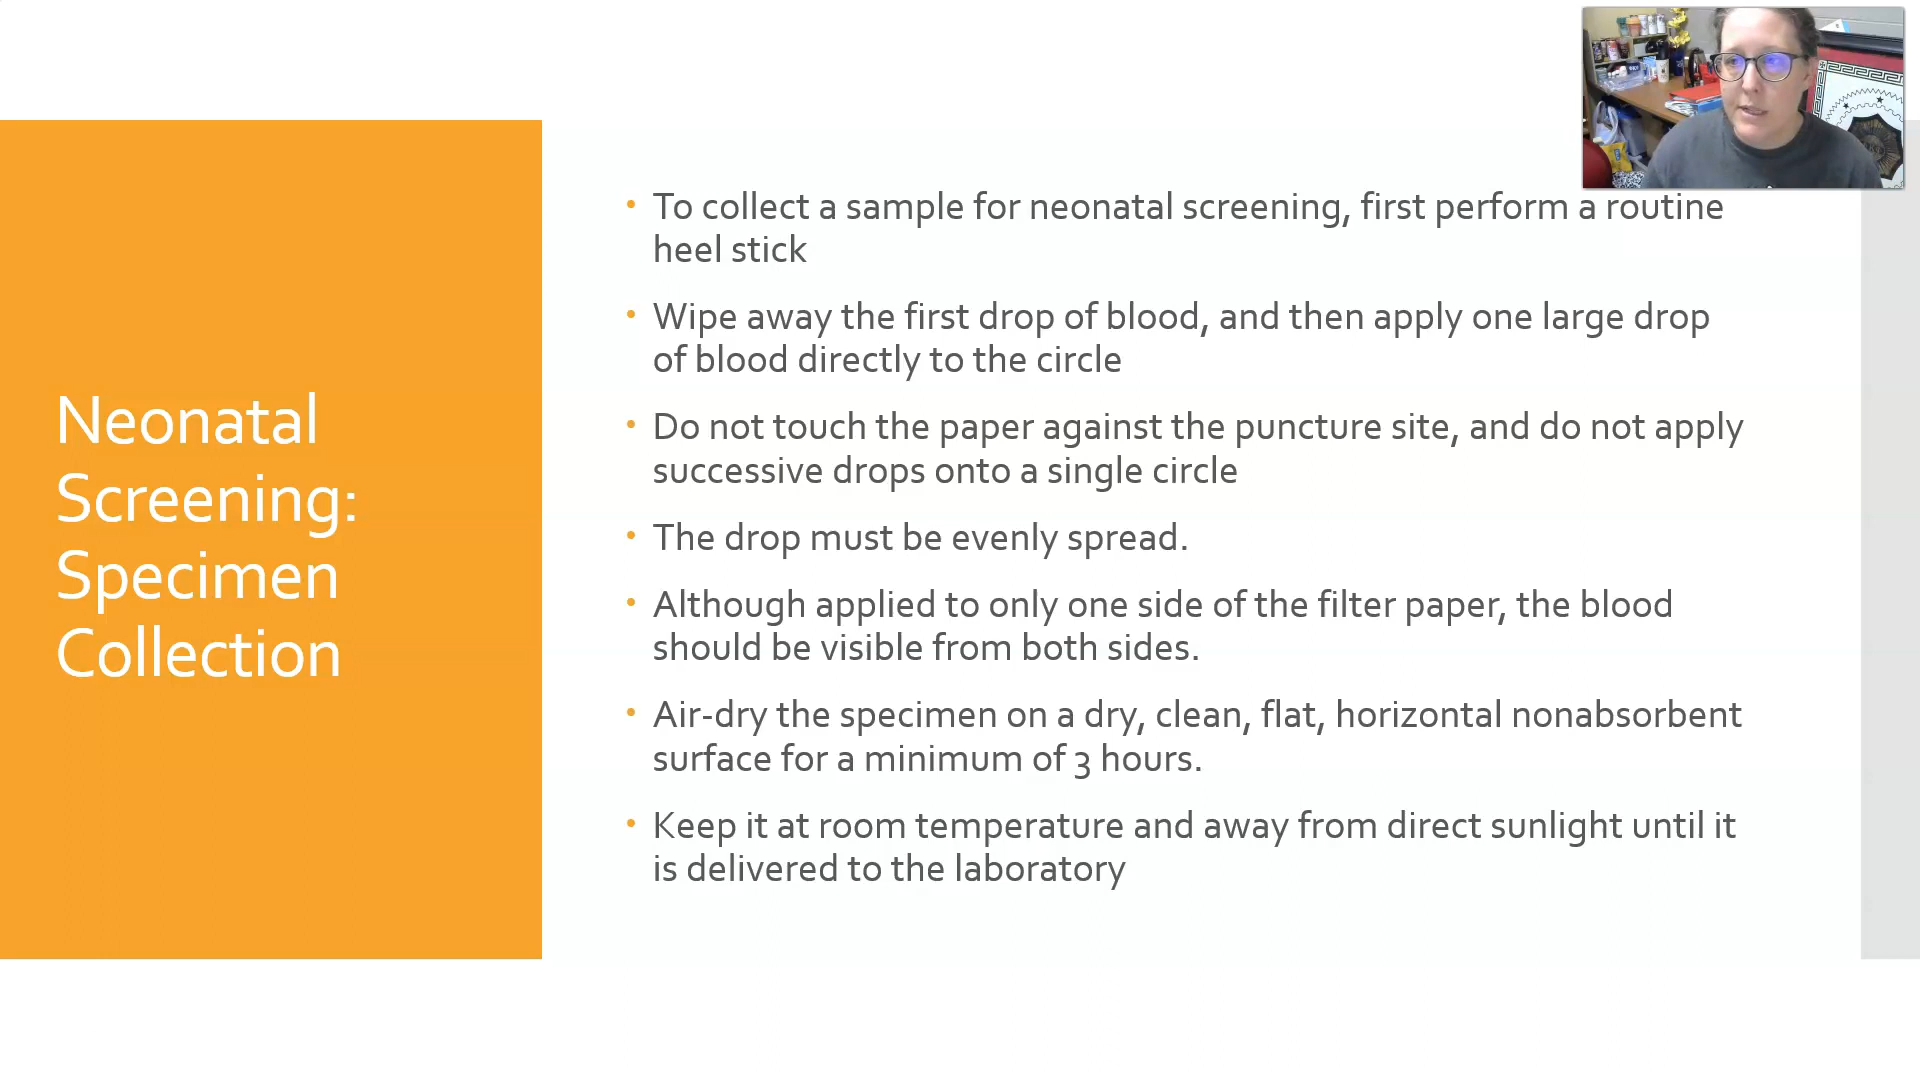 Neonatal
Screening:
Specimen
Collection
• To collect a sample for neonatal screening, first perform a routine
heel stick
• Wipe away the first drop of blood, and then apply one large drop
of blood directly to the circle
• Do not touch the paper against the puncture site, and do not apply
successive drops onto a single circle
• The drop must be evenly spread.
• Although applied to only one side of the filter paper, the blood
should be visible from both sides.
• Air-dry the specimen on a dry, clean, flat, horizontal nonabsorbent
surface for a minimum of 3 hours.
• Keep it at room temperature and away from direct sunlight until it
is delivered to the laboratory